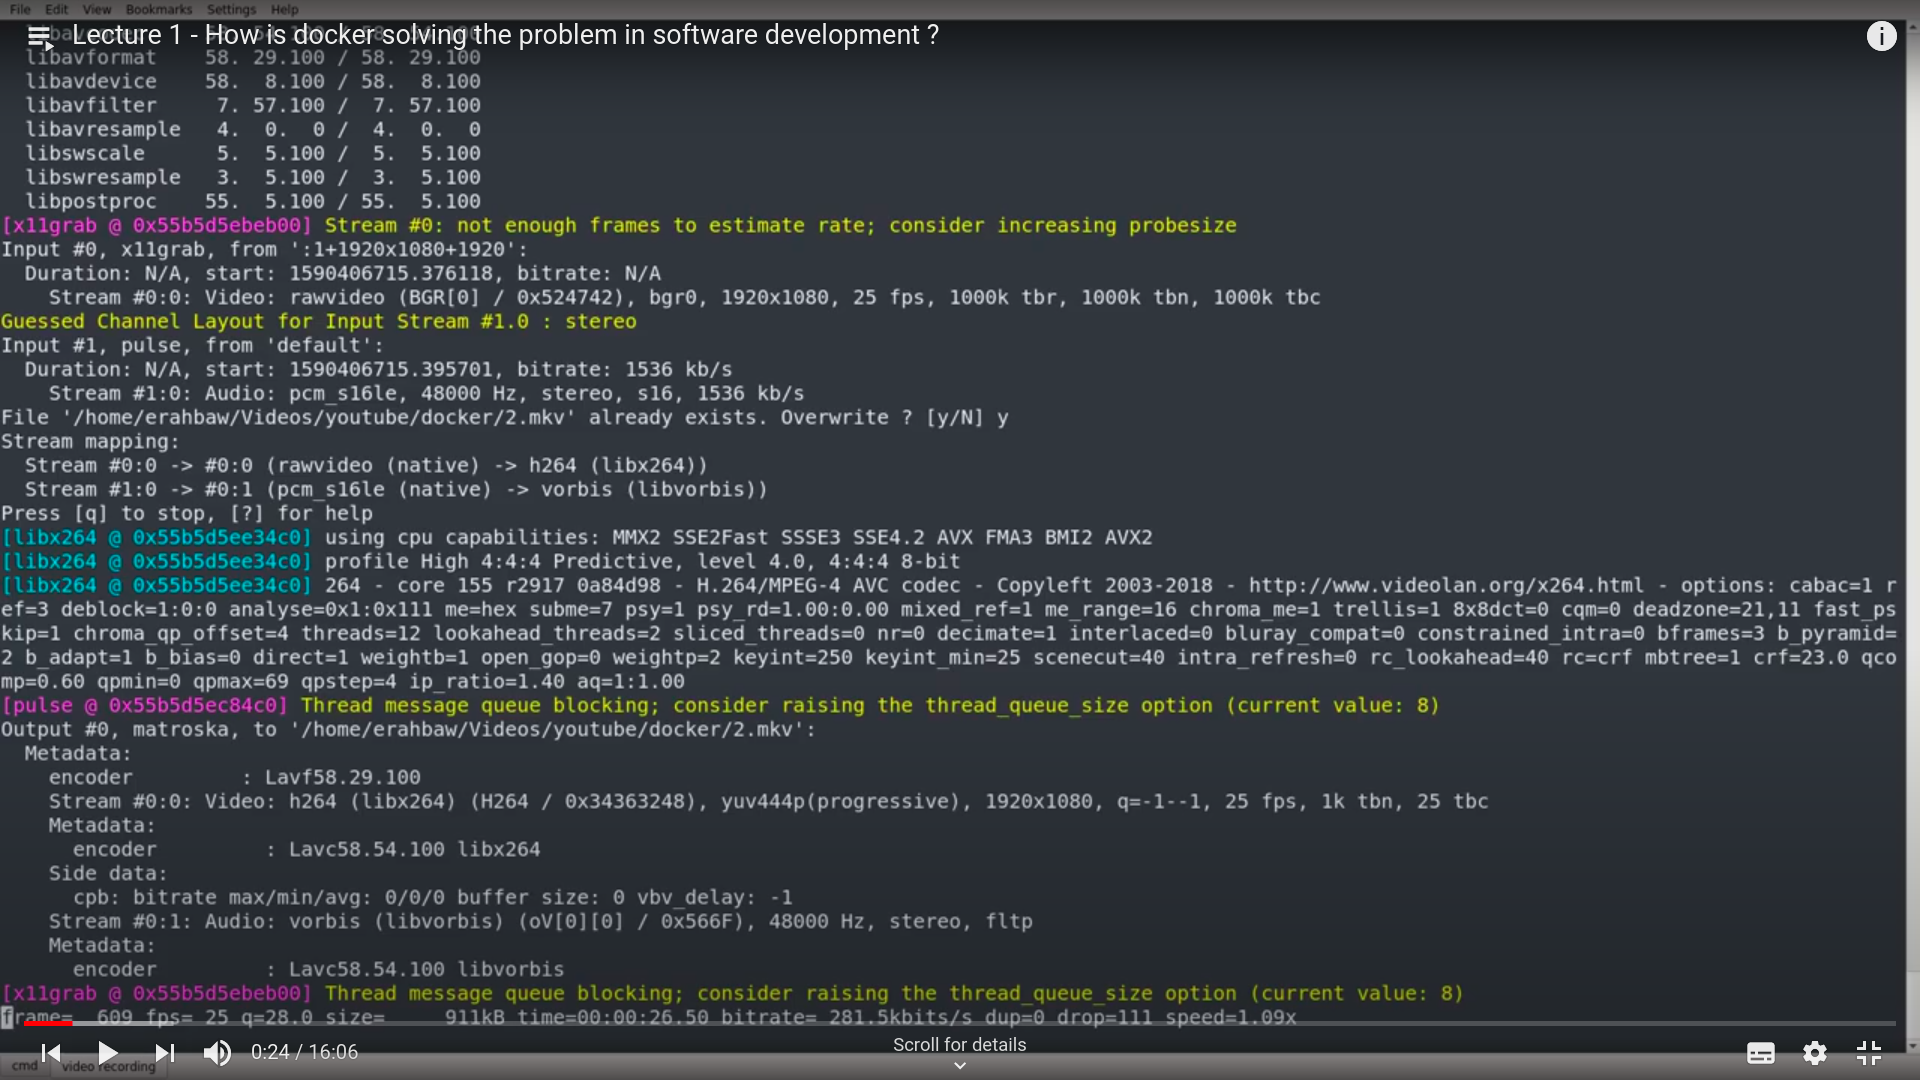 File Edit View Bookmarks Settings Help
Lecture 1 - How is docker solving the problem in software development ?
libavformat 58. 29.100 / 58. 29.100
libavdevice 58. 8.100 / 58. 8.100
libavfilter 7. 57.100 / 7. 57.100
libavresample 4. 0. 0 / 4. 0. 0
libswscale 5. 5.100 / 5. 5.100
libswresample 3. 5.100 / 3. 5.100
libpostproc 55. 5.100 / 55. 5.100
[x11grab @ 0x55b5d5ebeb00] Stream #0: not enough frames to estimate rate; consider increasing probesize
Input #0, x11grab, from ':1+1920x1080+1920':
Duration: N/A, start: 1590406715.376118, bitrate: N/A
Stream #0:0: Video: rawvideo (BGR[0] / 0x524742), bgr0, 1920x1080, 25 fps, 1000k tbr, 1000k tbn, 1000k tbc
Guessed Channel Layout for Input Stream #1.0 : stereo
Input #1, pulse, from 'default':
Duration: N/A, start: 1590406715.395701, bitrate: 1536 kb/s
Stream #1:0: Audio: pcm_s16le, 48000 Hz, stereo, s16, 1536 kb/s
File '/home/erahbaw/Videos/youtube/docker/2.mkv' already exists. Overwrite ? [y/N] y
Stream mapping:
Stream #0:0 -> #0:0 (rawvideo (native) -> h264 (libx264))
Stream #1:0 -> #0:1 (pcm_s16le (native) -> vorbis (libvorbis))
Press [q] to stop, [?] for help
[libx264 @ 0x55b5d5ee34c0] using cpu capabilities: MMX2 SSE2Fast SSSE3 SSE4.2 AVX FMA3 BMI2 AVX2
[libx264 @ 0x55b5d5ee34c0] profile High 4:4:4 Predictive, level 4.0, 4:4:4 8-bit
[libx264 @ 0x55b5d5ee34c0] 264 - core 155 r2917 0a84d98 - H.264/MPEG-4 AVC codec - Copyleft 2003-2018 - http://www.videolan.org/x264.html - options: cabac=1 r
ef=3 deblock=1:0:0 analyse=0x1:0x111 me=hex subme=7 psy=1 psy_rd=1.00:0.00 mixed_ref=1 me_range=16 chroma_me=1 trellis=1 8x8dct=0 cqm=0 deadzone=21,11 fast_ps
kip=1 chroma_qp_offset=4 threads=12 lookahead_threads=2 sliced_threads=0 nr=0 decimate=1 interlaced=0 bluray_compat=0 constrained_intra=0 bframes=3 b_pyramid=
2 b_adapt=1 b_bias=0 direct=1 weightb=1 open_gop=0 weightp=2 keyint=250 keyint_min=25 scenecut=40 intra_refresh=0 rc_lookahead=40 rc=crf mbtree=1 crf=23.0 qco
mp=0.60 qpmin=0 qpmax=69 qpstep=4 ip_ratio=1.40 aq=1:1.00
[pulse @ 0x55b5d5ec84c0] Thread message queue blocking; consider raising the thread_queue_size option (current value: 8)
Output #0, matroska, to '/home/erahbaw/Videos/youtube/docker/2.mkv':
Metadata:
encoder : Lavf58.29.100
Stream #0:0: Video: h264 (libx264) (H264 / 0x34363248), yuv444p(progressive), 1920x1080, q=-1--1, 25 fps, 1k tbn, 25 tbc
Metadata:
encoder : Lavc58.54.100 libx264
Side data:
cpb: bitrate max/min/avg: 0/0/0 buffer size: 0 vbv_delay: -1
Stream #0:1: Audio: vorbis (libvorbis) (oV[0][0] / 0x566F), 48000 Hz, stereo, fltp
Metadata:
encoder : Lavc58.54.100 libvorbis
[x11grab @ 0x55b5d5ebeb00] Thread message queue blocking; consider raising the thread_queue_size option (current value: 8)
frame= 609 fps= 25 q=28.0 size= 911kB time=00:00:26.50 bitrate= 281.5kbits/s dup=0 drop=111 speed=1.09x
0:24 / 16:06
Scroll for details
cmd video recording